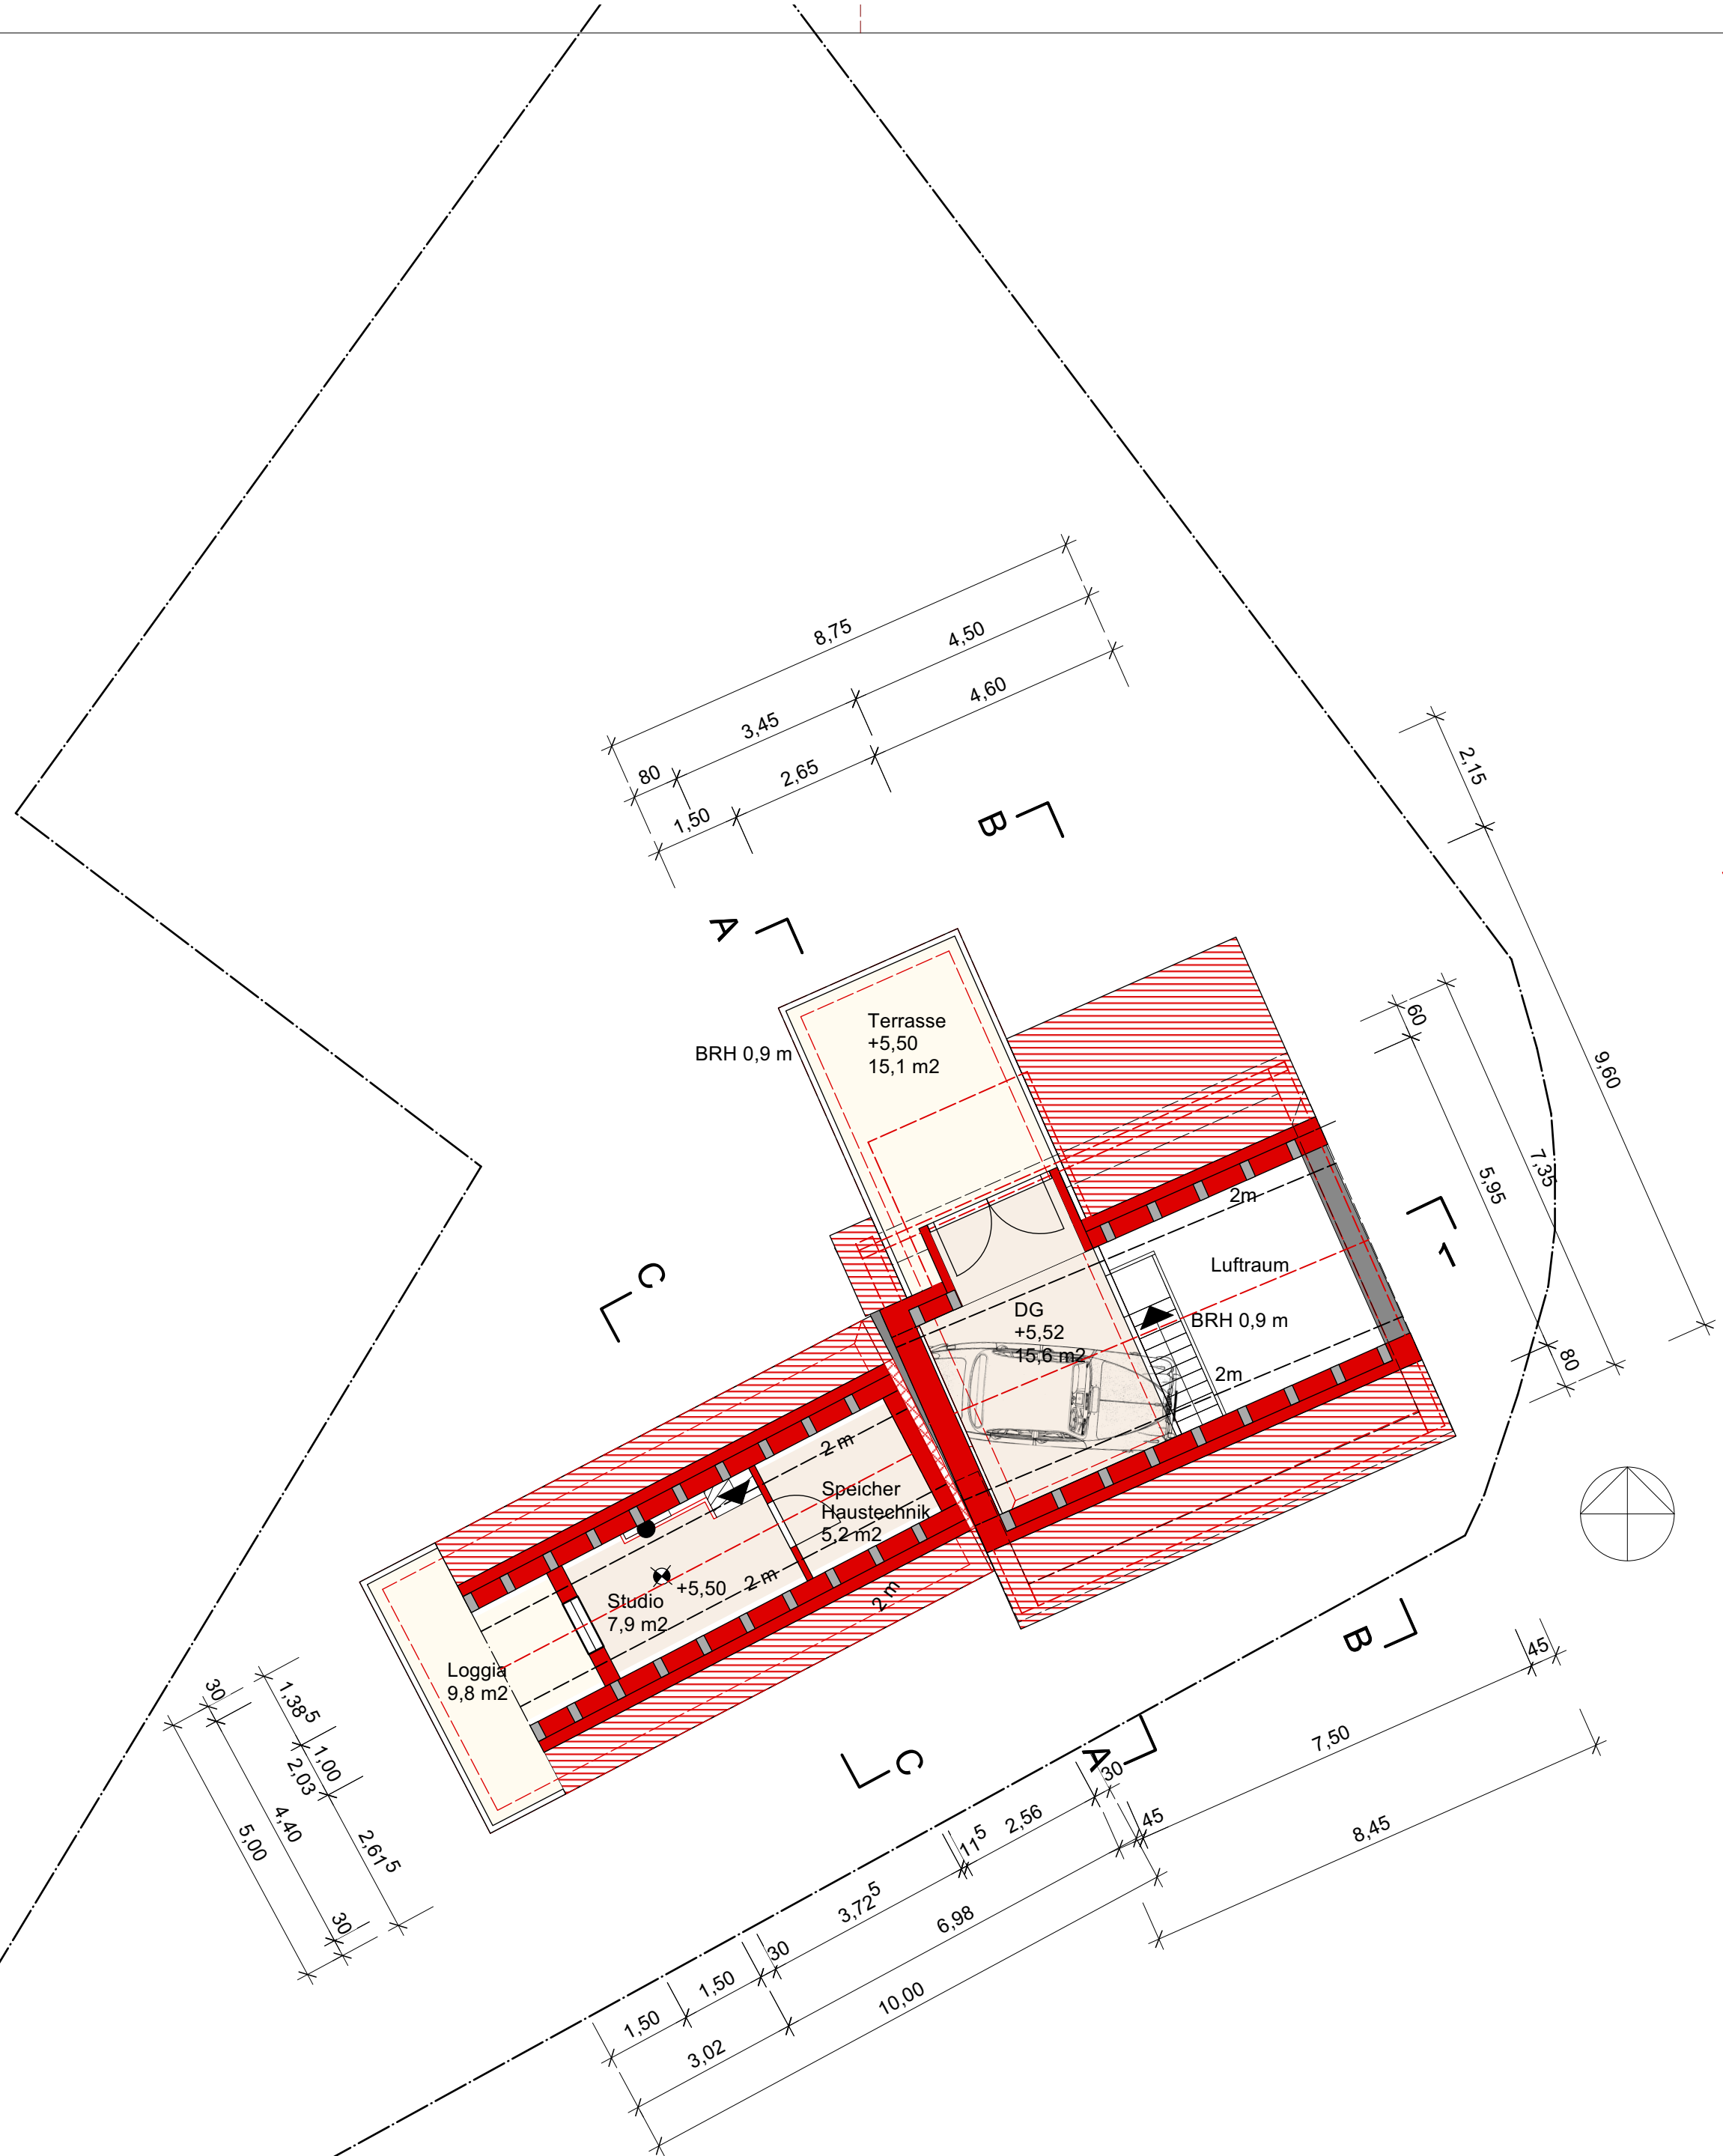 8,75
4,50
3,45
4,60
80
2,65
1,50
2,15
B
A
60
9,60
Terrasse
+5,50
15,1 m2
BRH 0,9 m
7,35
5,95
2m
Luftraum
C
DG
+5,52
15,6 m2
BRH 0,9 m
2m
80
2 m
Speicher
Haustechnik
5,2 m2
2 m
+5,50
Studio
7,9 m2
2 m
Loggia
9,8 m2
B
45
30
1,38⁵
1,00
2,03
4,40
5,00
2,61⁵
30
C
A
30
7,50
2,56
45
11⁵
8,45
3,72⁵
6,98
30
1,50
10,00
1,50
3,02